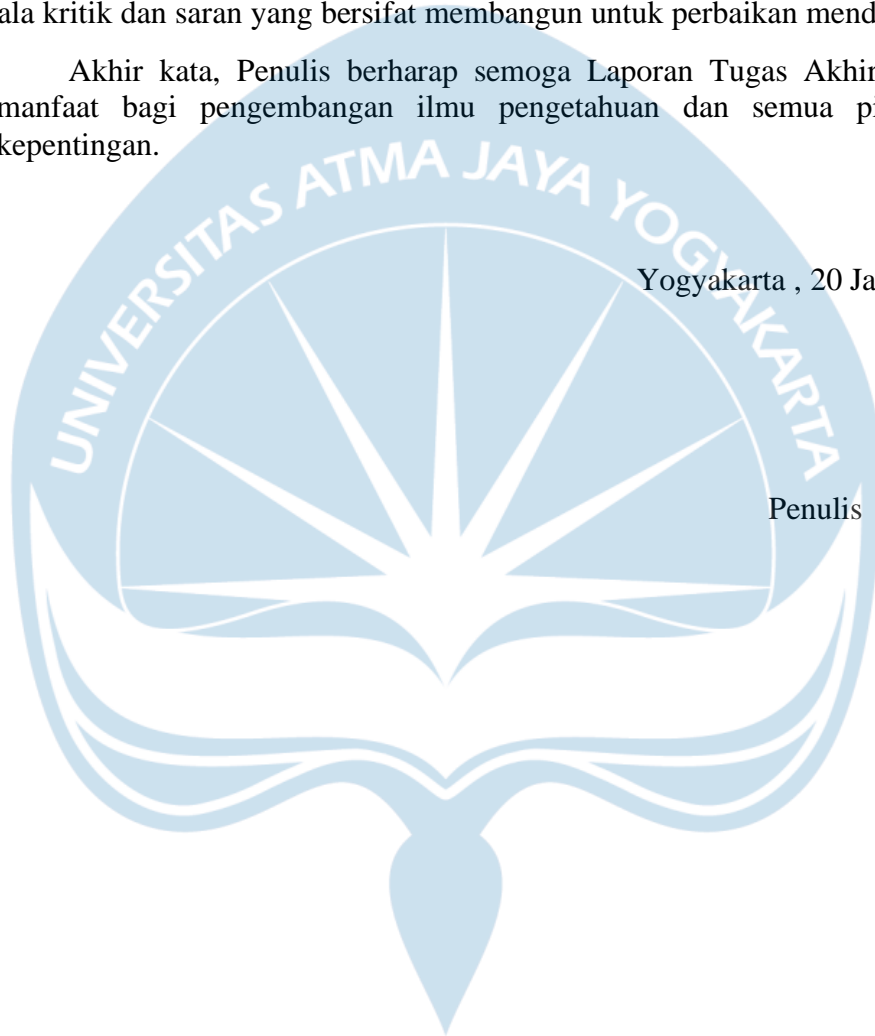 ala kritik dan saran yang bersifat membangun untuk perbaikan mend
Akhir kata, Penulis berharap semoga Laporan Tugas Akhir
manfaat bagi pengembangan ilmu pengetahuan dan semua pi
kepentingan.
UNIVERSITAS ATMA JAYA YOGYAKARTA
Yogyakarta , 20 Ja
Penulis